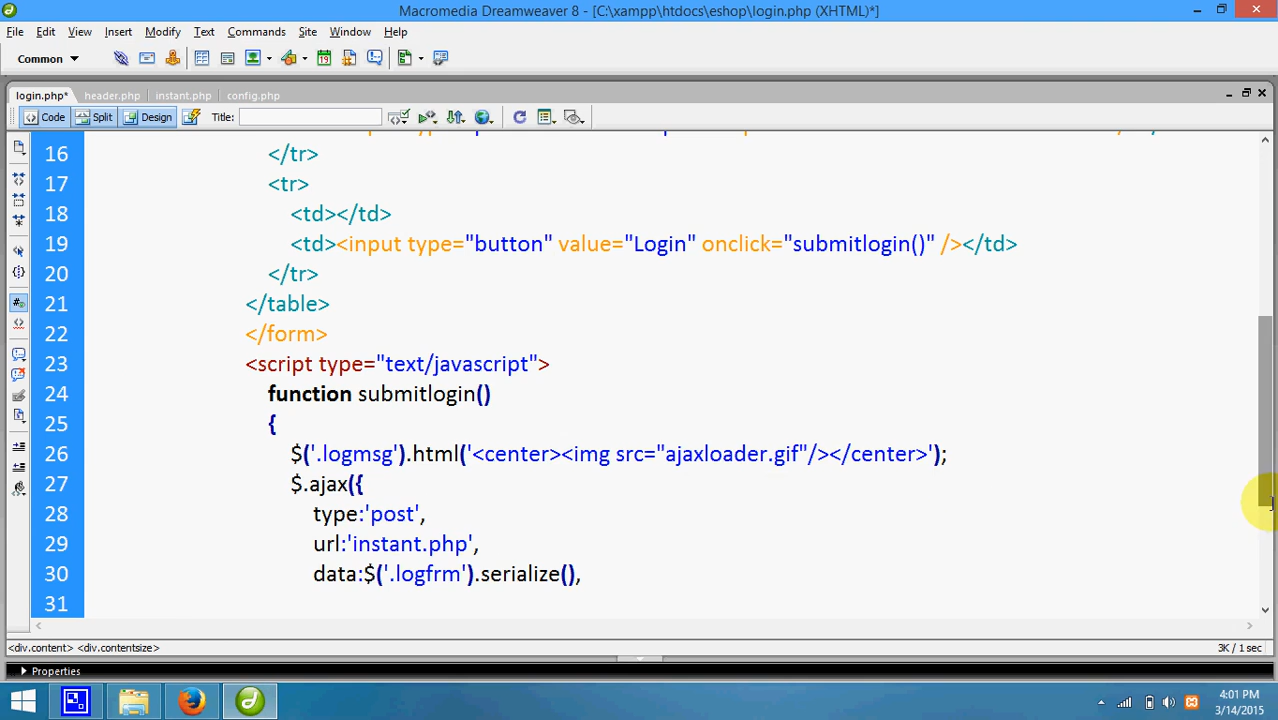 Macromedia Dreamweaver 8 - [C:\xampp\htdocs\eshop\login.php (XHTML)*]
File Edit View Insert Modify Text Commands Site Window Help
Common
login.php* header.php instant.php config.php
Code Split Design Title:
16 </tr>
17 <tr>
18 <td></td>
19 <td><input type="button" value="Login" onclick="submitlogin()" /></td>
20 </tr>
21 </table>
22 </form>
23 <script type="text/javascript">
24 function submitlogin()
25 {
26 $('.logmsg').html('<center><img src="ajaxloader.gif"/></center>');
27 $.ajax({
28 type:'post',
29 url:'instant.php',
30 data:$('.logfrm').serialize(),
31
<div.content> <div.contentsize> 3K / 1 sec
Properties
4:01 PM
3/14/2015